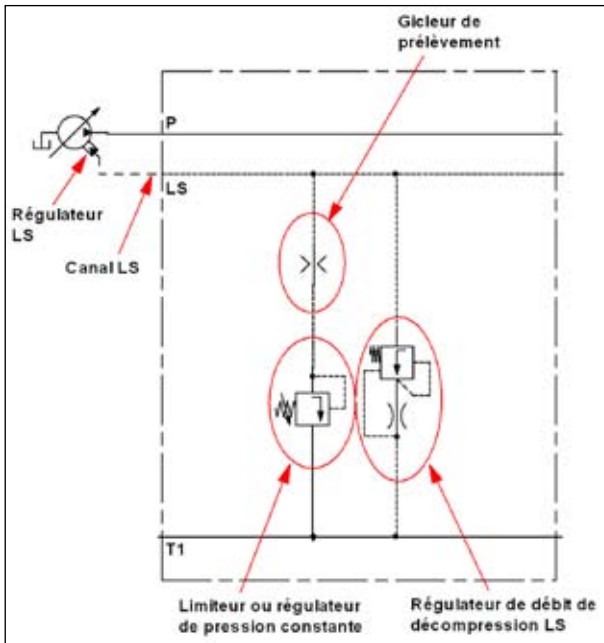 Gicleur de
prélèvement
P
LS
Régulateur
LS
Canal LS
T1
Limiteur ou régulateur
de pression constante
Régulateur de débit de
décompression LS